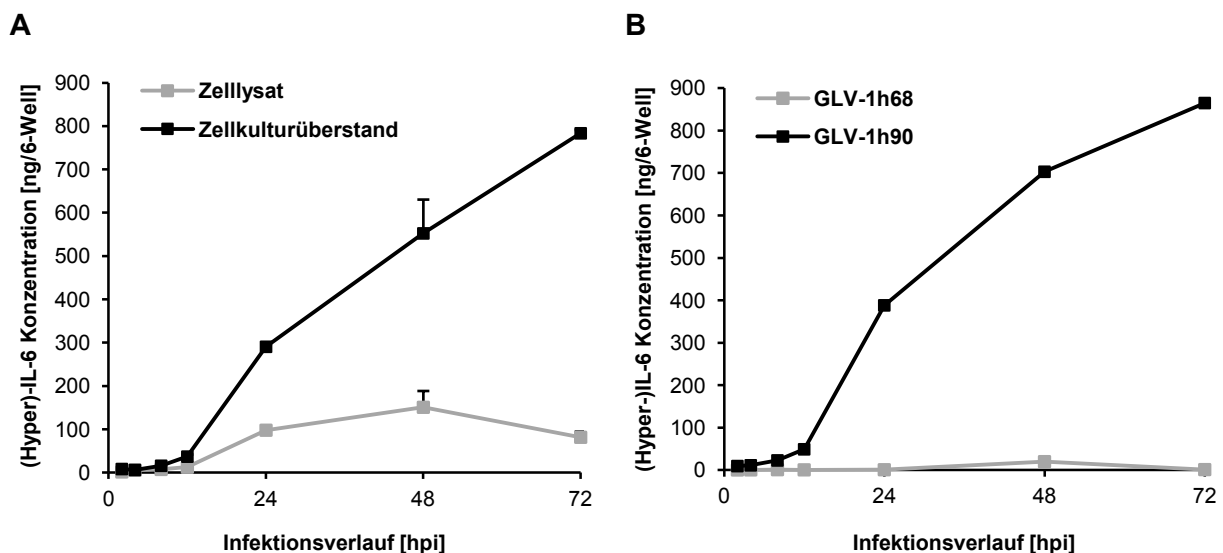 A
(Hyper)-IL-6 Konzentration [ng/6-Well]
900
800
700
600
500
400
300
200
100
0
Zelllysat
Zellkulturüberstand
0
24
48
72
Infektionsverlauf [hpi]
B
(Hyper-)IL-6 Konzentration [ng/6-Well]
900
800
700
600
500
400
300
200
100
0
GLV-1h68
GLV-1h90
0
24
48
72
Infektionsverlauf [hpi]